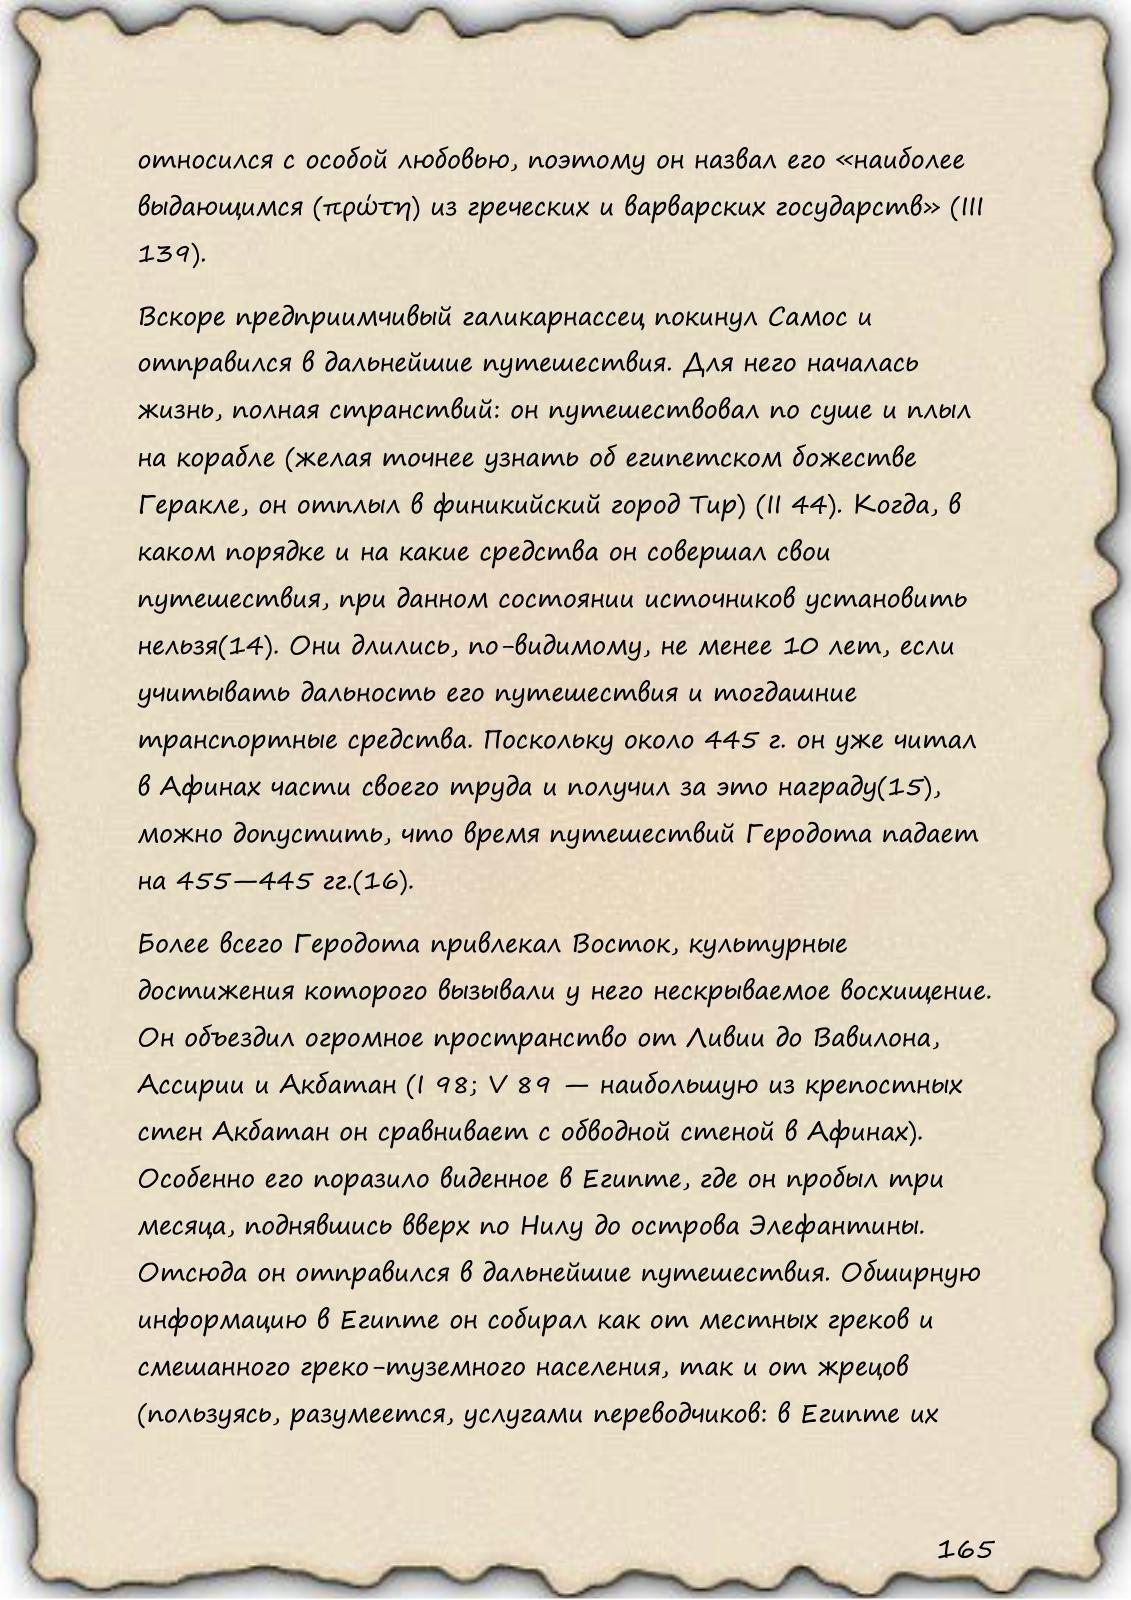 относился с особой любовью, поэтому он назвал его «наиболее
выдающимся (πρώτη) из греческих и варварских государств» (III
139).
Вскоре предприимчивый галикарнассец покинул Самос и
отправился в дальнейшие путешествия. Для него началась
жизнь, полная странствий: он путешествовал по суше и плыл
на корабле (желая точнее узнать об египетском божестве
Геракле, он отплыл в финикийский город Тир) (II 44). Когда, в
каком порядке и на какие средства он совершал свои
путешествия, при данном состоянии источников установить
нельзя(14). Они длились, по-видимому, не менее 10 лет, если
учитывать дальность его путешествия и тогдашние
транспортные средства. Поскольку около 445 г. он уже читал
в Афинах части своего труда и получил за это награду(15),
можно допустить, что время путешествий Геродота падает
на 455—445 гг.(16).
Более всего Геродота привлекал Восток, культурные
достижения которого вызывали у него нескрываемое восхищение.
Он объездил огромное пространство от Ливии до Вавилона,
Ассирии и Акбатан (I 98; V 89 — наибольшую из крепостных
стен Акбатан он сравнивает с обводной стеной в Афинах).
Особенно его поразило виденное в Египте, где он пробыл три
месяца, поднявшись вверх по Нилу до острова Элефантины.
Отсюда он отправился в дальнейшие путешествия. Обширную
информацию в Египте он собирал как от местных греков и
смешанного греко-туземного населения, так и от жрецов
(пользуясь, разумеется, услугами переводчиков: в Египте их
165